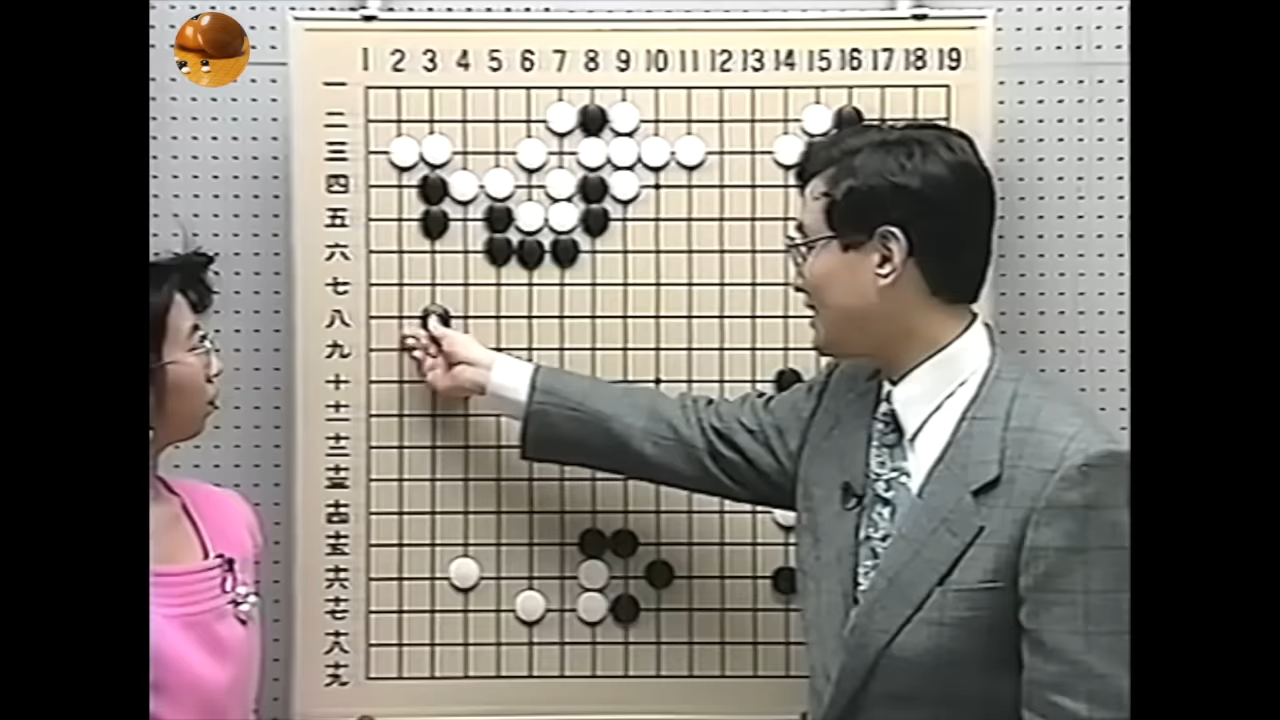 1 2 3 4 5 6 7 8 9 10 11 12 13 14 15 16 17 18 19
一
二
三
四
五
六
七
八
九
十
十一
十二
十三
十四
十五
十六
十七
十八
十九